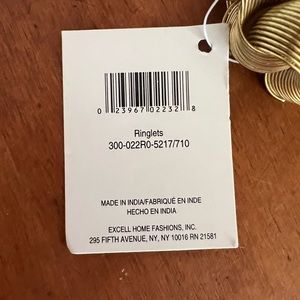 0 23967 02232 8
Ringlets
300-022R0-5217/710
MADE IN INDIA/FABRIQUÉ EN INDE
HECHO EN INDIA
EXCELL HOME FASHIONS, INC.
295 FIFTH AVENUE, NY, NY 10016 RN 21581